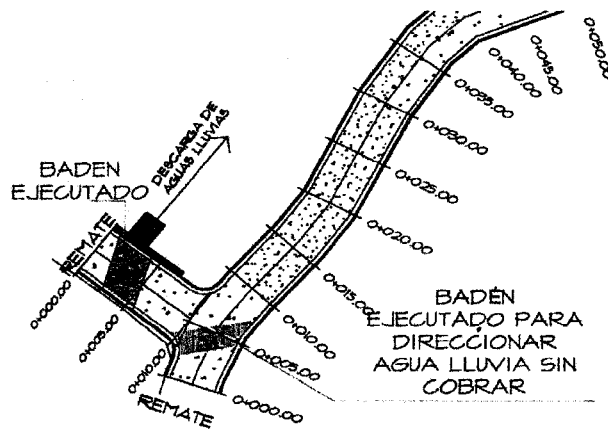 0+050.00
0+045.00
0+040.00
0+035.00
0+030.00
0+025.00
0+020.00
0+015.00
0+010.00
0+005.00
0+000.00
DESCARGA DE
AGUAS LLUVIAS
BADEN
EJECUTADO
REMATE
0+000.00
0+005.00
0+010.00
REMATE
BADÉN
EJECUTADO PARA
DIRECCIONAR
AGUA LLUVIA SIN
COBRAR